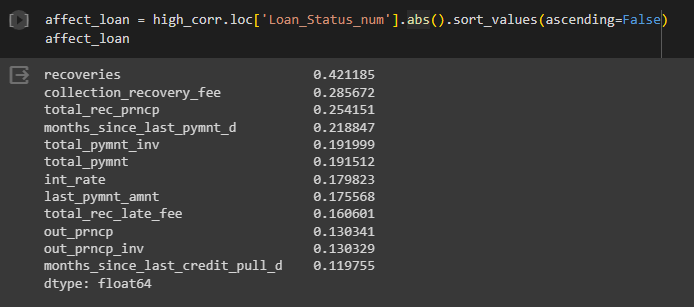 affect_loan = high_corr.loc['Loan_Status_num'].abs().sort_values(ascending=False)
affect_loan
recoveries 0.421185
collection_recovery_fee 0.285672
total_rec_prncp 0.254151
months_since_last_pymnt_d 0.218847
total_pymnt_inv 0.191999
total_pymnt 0.191512
int_rate 0.179823
last_pymnt_amnt 0.175568
total_rec_late_fee 0.160601
out_prncp 0.130341
out_prncp_inv 0.130329
months_since_last_credit_pull_d 0.119755
dtype: float64